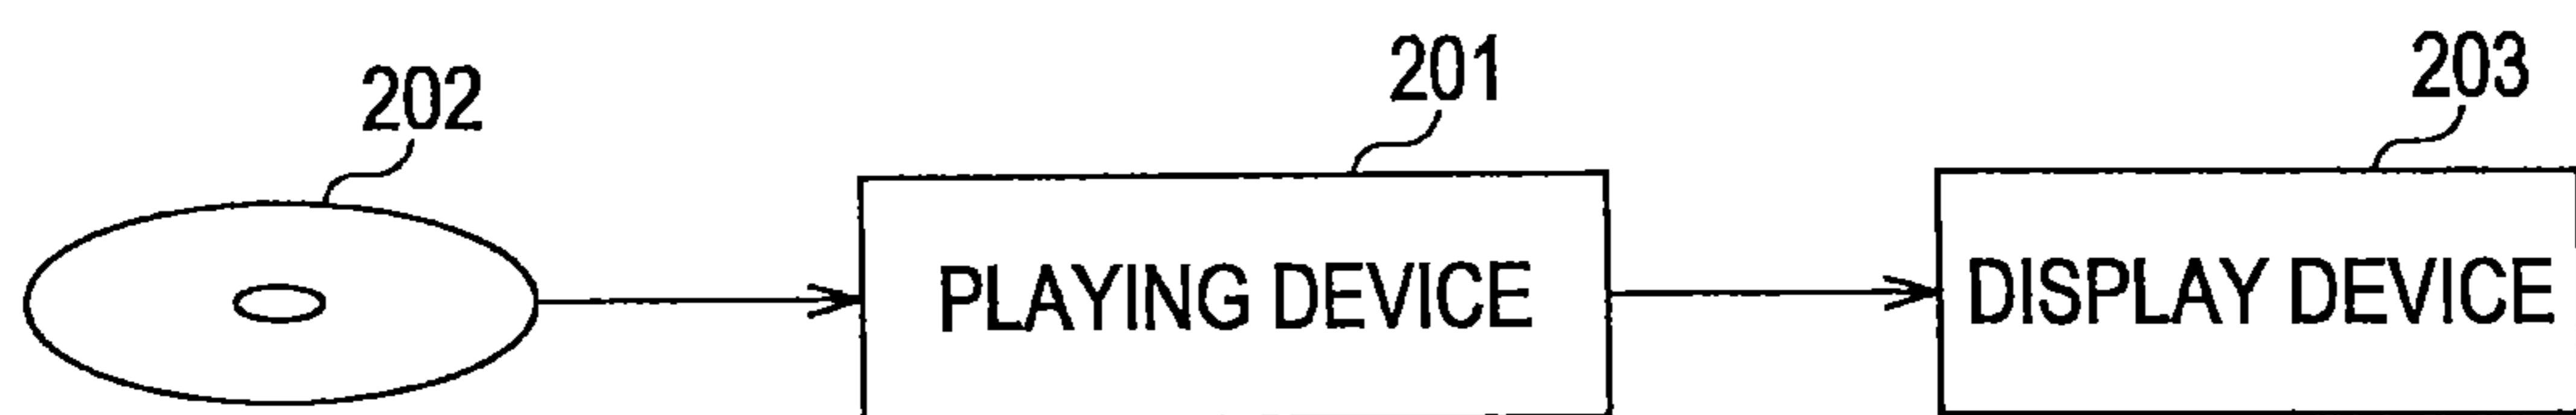 202
201
203
PLAYING DEVICE
DISPLAY DEVICE